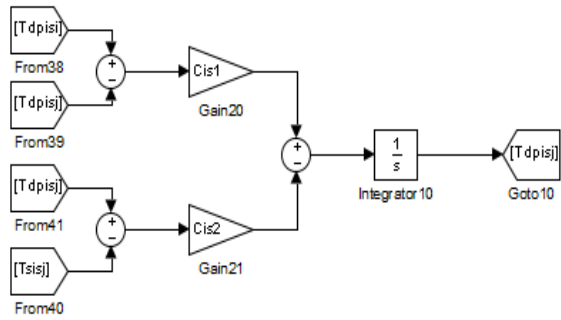 [Tdpisi]
From38
[Tdpisj]
From39
+
−
Cis1
Gain20
[Tdpisj]
From41
[Tsisj]
From40
+
−
Cis2
Gain21
+
−
1
s
Integrator10
[Tdpisj]
Goto10